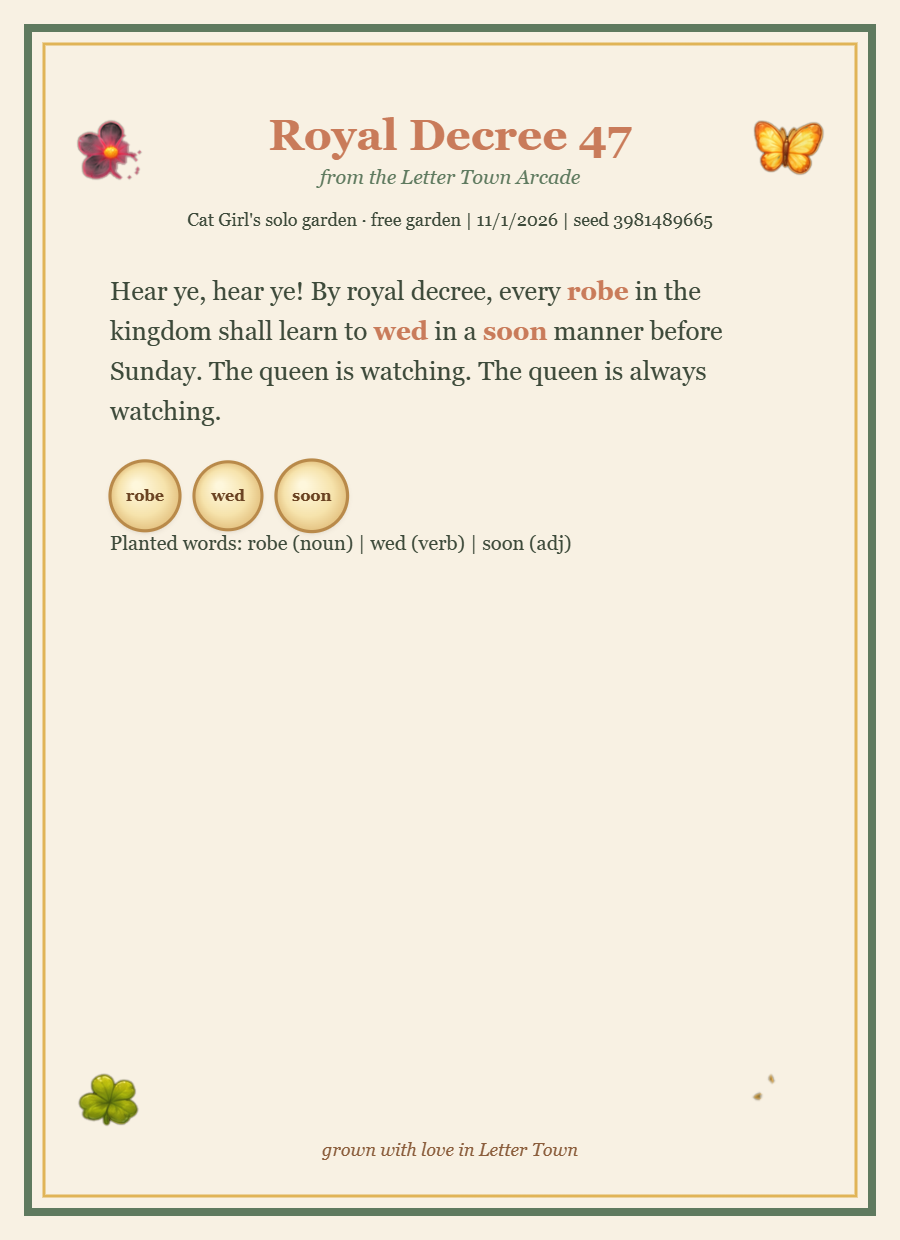 Royal Decree 47
from the Letter Town Arcade
Cat Girl's solo garden · free garden | 11/1/2026 | seed 3981489665
Hear ye, hear ye! By royal decree, every robe in the
kingdom shall learn to wed in a soon manner before
Sunday. The queen is watching. The queen is always
watching.
robe wed soon
Planted words: robe (noun) | wed (verb) | soon (adj)
grown with love in Letter Town